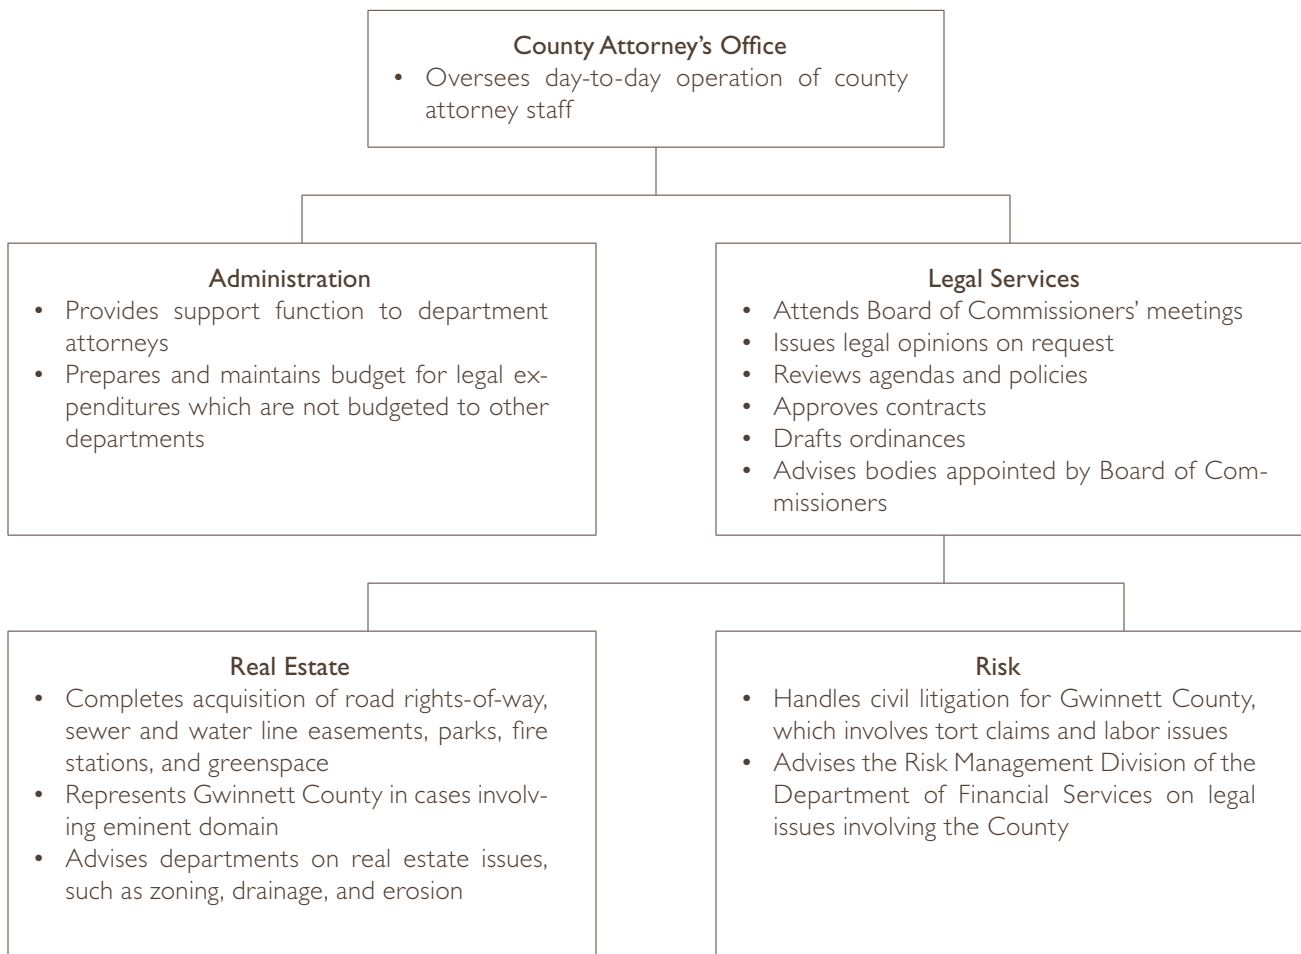 County Attorney's Office
• Oversees day-to-day operation of county
attorney staff
Administration
• Provides support function to department
attorneys
• Prepares and maintains budget for legal ex-
penditures which are not budgeted to other
departments
Legal Services
• Attends Board of Commissioners' meetings
• Issues legal opinions on request
• Reviews agendas and policies
• Approves contracts
• Drafts ordinances
• Advises bodies appointed by Board of Com-
missioners
Real Estate
• Completes acquisition of road rights-of-way,
sewer and water line easements, parks, fire
stations, and greenspace
• Represents Gwinnett County in cases involv-
ing eminent domain
• Advises departments on real estate issues,
such as zoning, drainage, and erosion
Risk
• Handles civil litigation for Gwinnett County,
which involves tort claims and labor issues
• Advises the Risk Management Division of the
Department of Financial Services on legal
issues involving the County